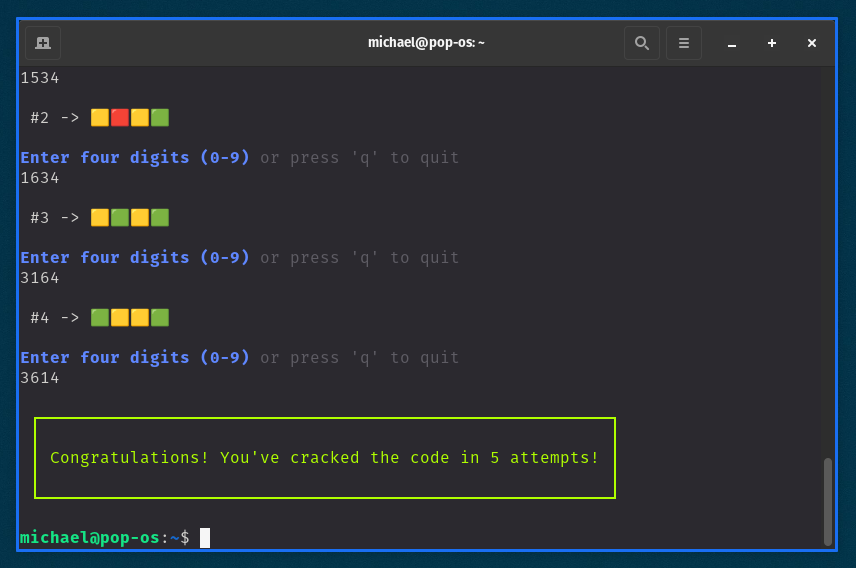 michael@pop-os: ~
1534
#2 -> 🟨🟥🟨🟩
Enter four digits (0-9) or press 'q' to quit
1634
#3 -> 🟨🟩🟨🟩
Enter four digits (0-9) or press 'q' to quit
3164
#4 -> 🟩🟨🟨🟩
Enter four digits (0-9) or press 'q' to quit
3614
Congratulations! You've cracked the code in 5 attempts!
michael@pop-os:~$